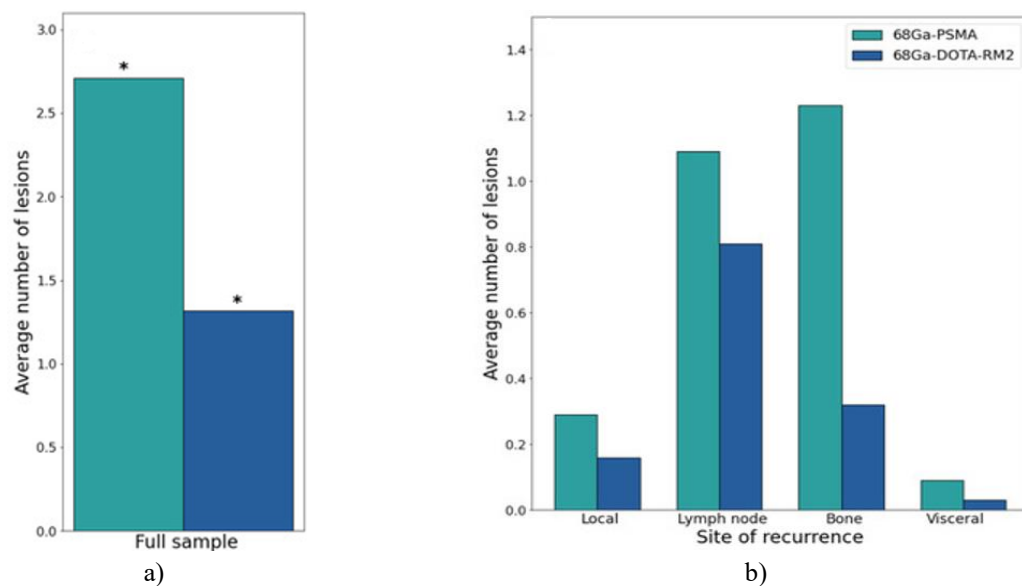 Average number of lesions
3.0
2.5
2.0
1.5
1.0
0.5
0.0
*
*
Full sample
a)
68Ga-PSMA
68Ga-DOTA-RM2
Average number of lesions
1.4
1.2
1.0
0.8
0.6
0.4
0.2
0.0
Local Lymph node Bone Visceral
Site of recurrence
b)